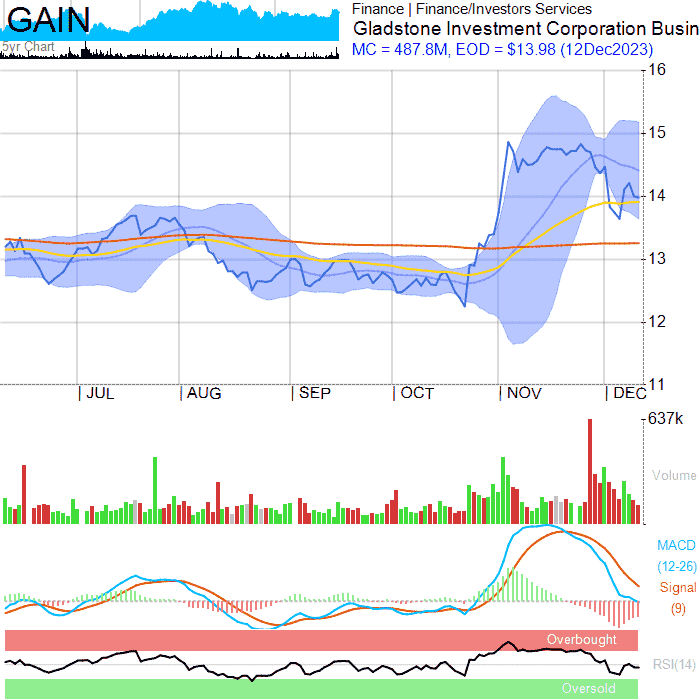 GAIN
5yr Chart
Finance | Finance/Investors Services
Gladstone Investment Corporation Busin
MC = 487.8M, EOD = $13.98 (12Dec2023)
16
15
14
13
12
11
| JUL | AUG | SEP | OCT | NOV | DEC
637k
Volume
MACD
(12-26)
Signal
(9)
Overbought
RSI(14)
Oversold